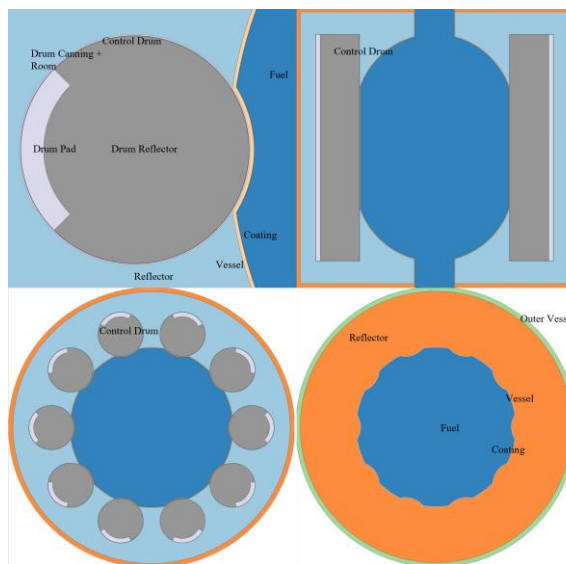 Control Drum
Drum Canning +
Room
Fuel
Drum Pad
Drum Reflector
Coating
Vessel
Reflector
Control Drum
Control Drum
Outer Vess
Reflector
Vessel
Fuel
Coating